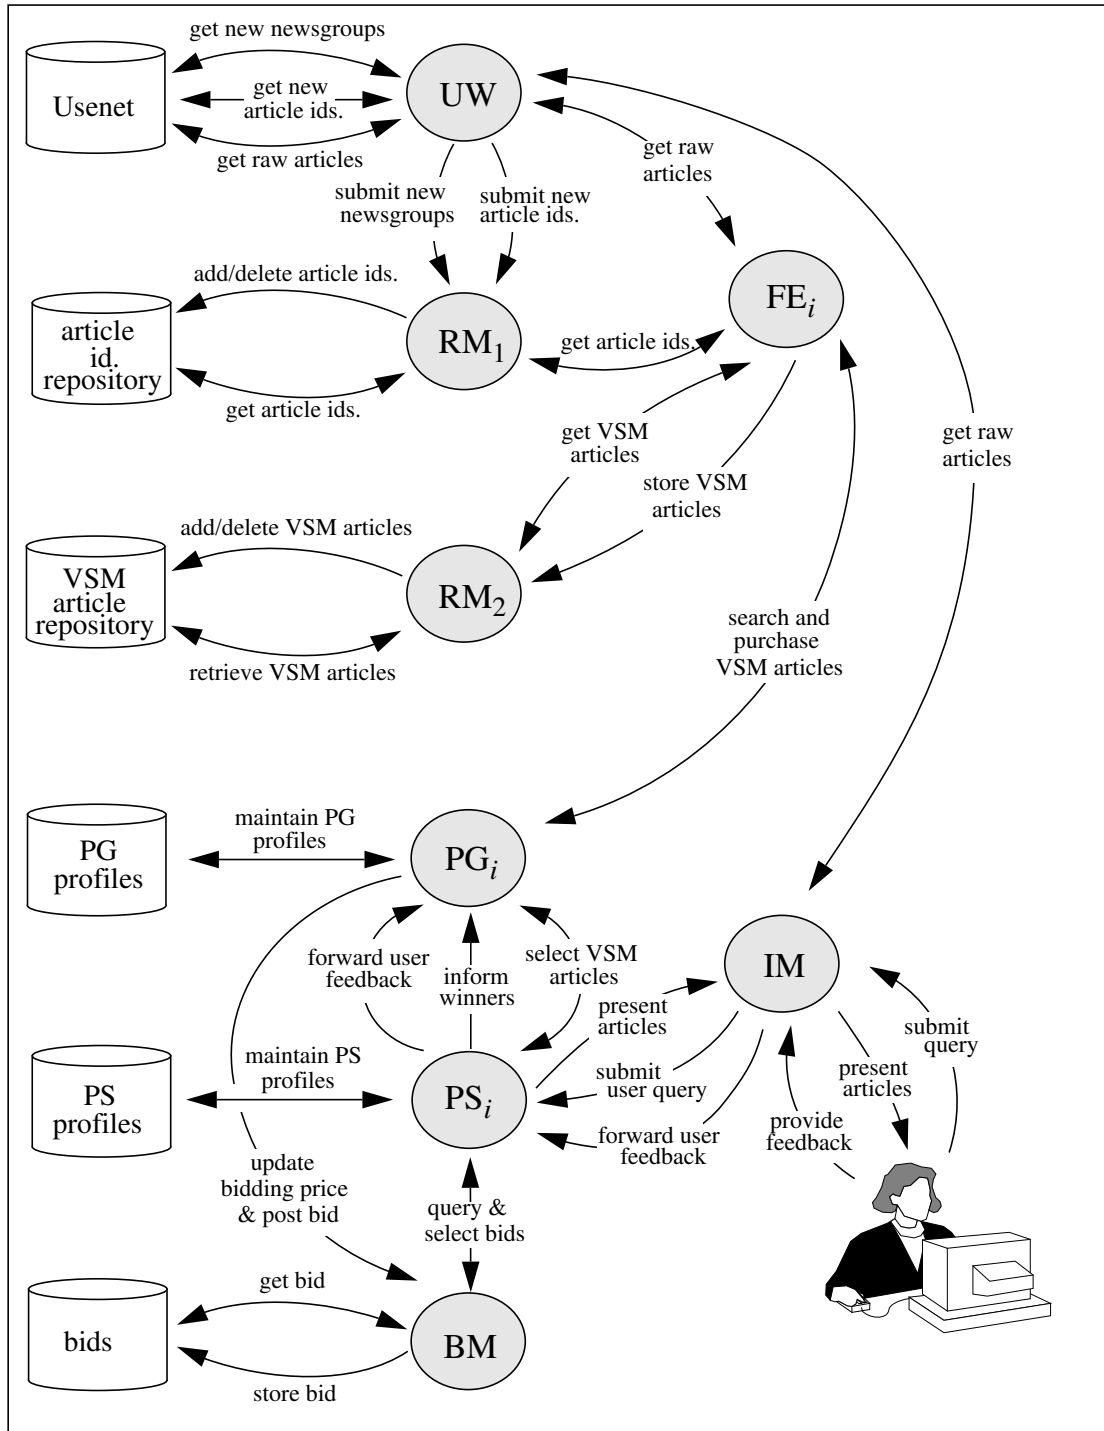 get new newsgroups
Usenet
get new
article ids.
UW
get raw articles
get raw
articles
submit new
newsgroups
submit new
article ids.
add/delete article ids.
FEi
article
id.
repository
RM1
get article ids.
get article ids.
get VSM
articles
get raw
articles
store VSM
articles
add/delete VSM articles
VSM
article
repository
RM2
retrieve VSM articles
search and
purchase
VSM articles
maintain PG
profiles
PG
profiles
PGi
forward user
feedback
inform
winners
select VSM
articles
IM
present
articles
submit
query
maintain PS
profiles
PS
profiles
PSi
submit
user query
present
articles
forward user
feedback
provide
feedback
update
bidding price
& post bid
query &
select bids
get bid
bids
BM
store bid